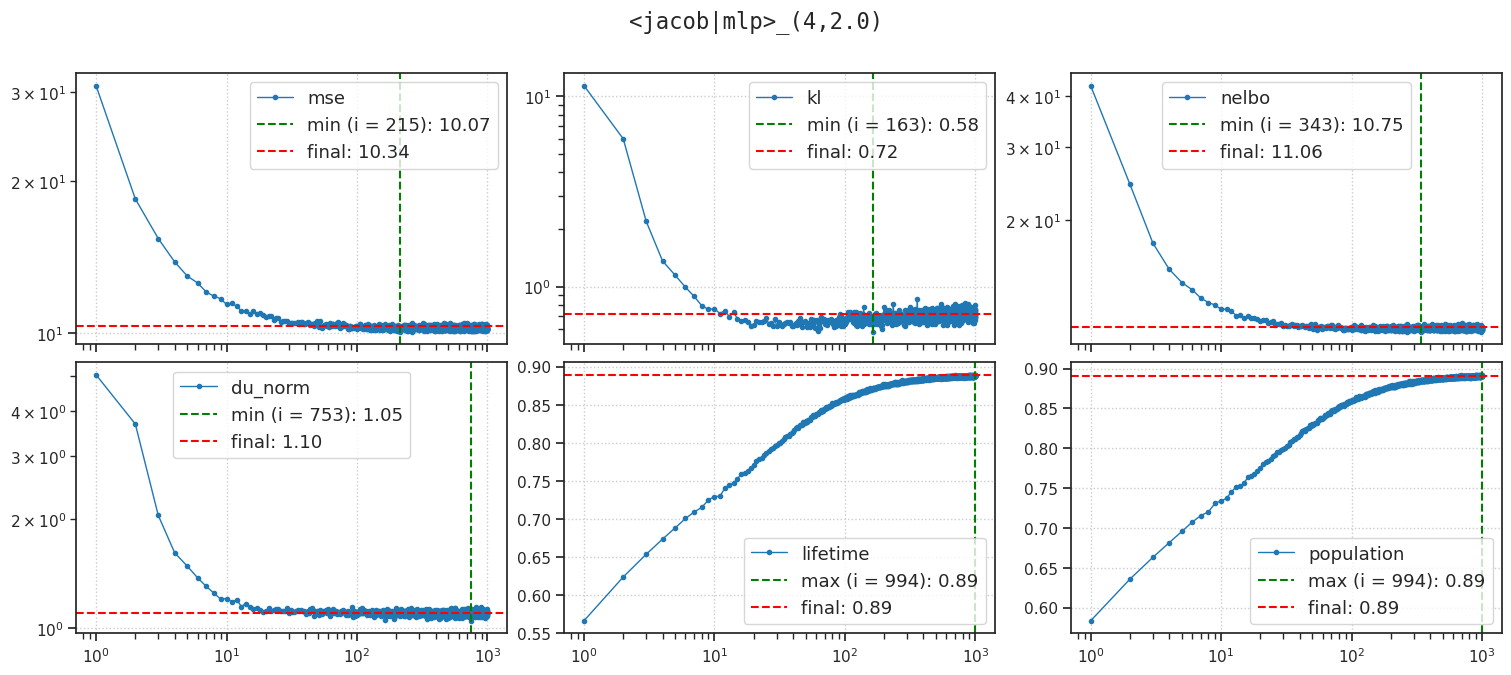 <jacob|mlp>_(4,2.0)
3 × 10¹
2 × 10¹
10¹
mse
min (i = 215): 10.07
final: 10.34
10¹
10⁰
kl
min (i = 163): 0.58
final: 0.72
4 × 10¹
3 × 10¹
2 × 10¹
nelbo
min (i = 343): 10.75
final: 11.06
4 × 10⁰
3 × 10⁰
2 × 10⁰
10⁰
du_norm
min (i = 753): 1.05
final: 1.10
10⁰ 10¹ 10² 10³
0.90
0.85
0.80
0.75
0.70
0.65
0.60
0.55
lifetime
max (i = 994): 0.89
final: 0.89
10⁰ 10¹ 10² 10³
0.90
0.85
0.80
0.75
0.70
0.65
0.60
population
max (i = 994): 0.89
final: 0.89
10⁰ 10¹ 10² 10³